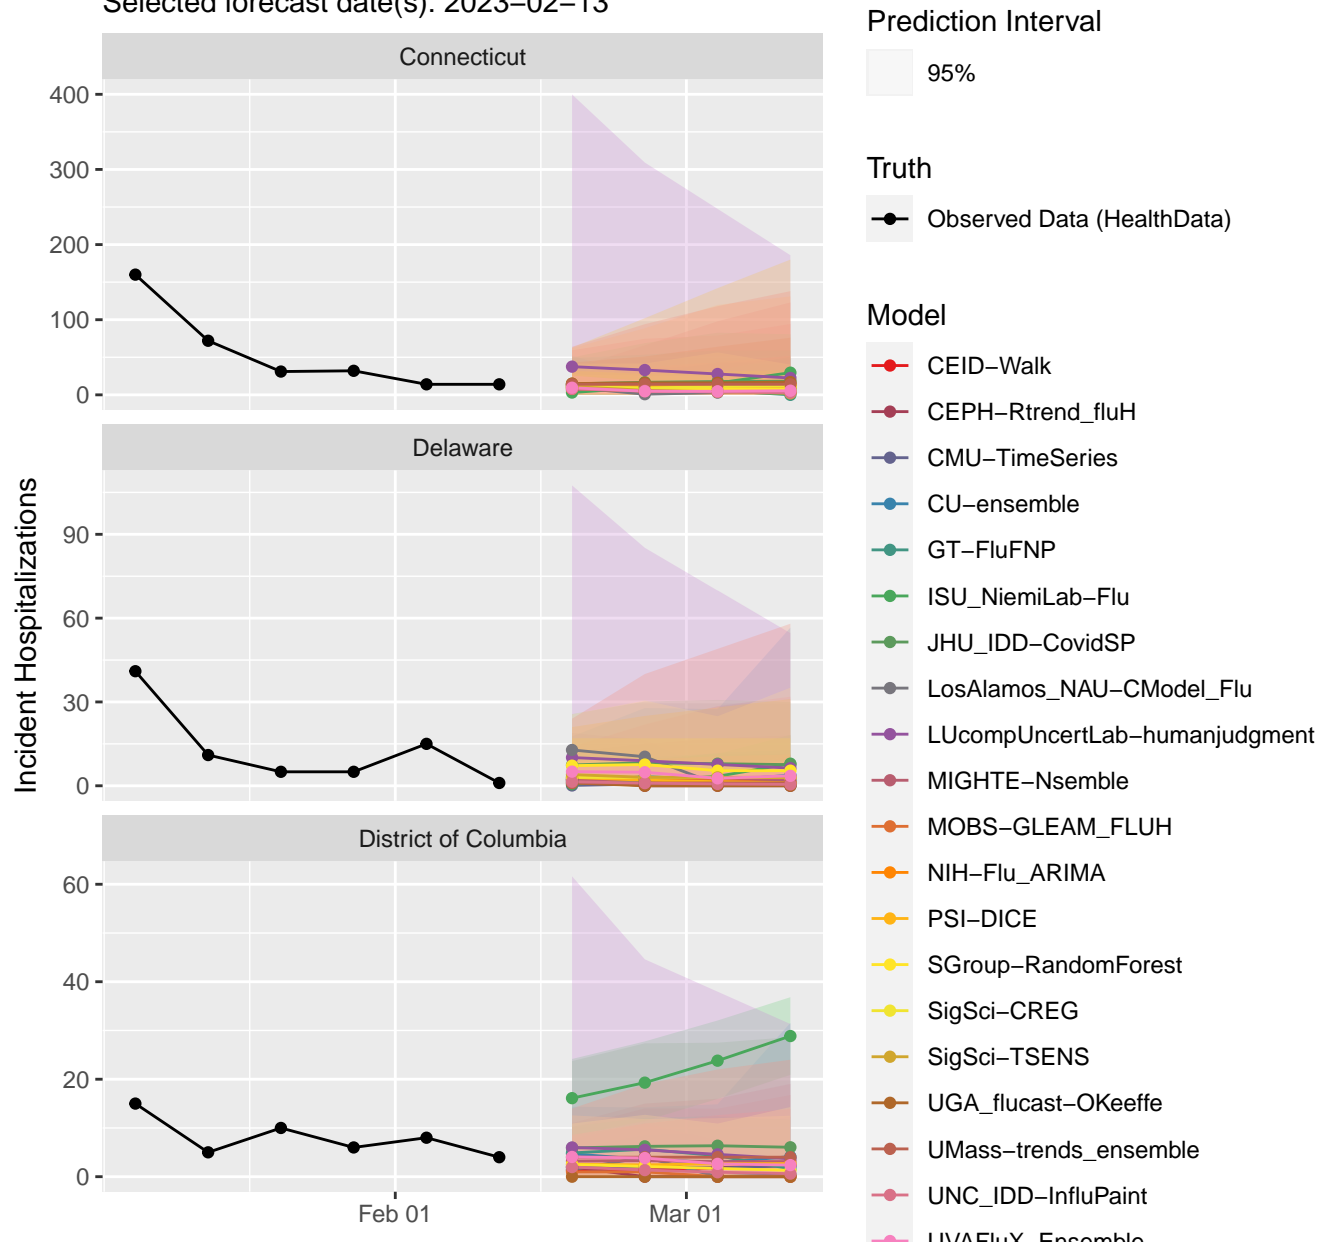 Selected forecast date(s): 2023−02−13
Connecticut
400
300
200
100
0
Delaware
90
60
30
0
District of Columbia
60
40
20
0
Feb 01
Mar 01
Incident Hospitalizations
Prediction Interval
95%
Truth
Observed Data (HealthData)
Model
CEID−Walk
CEPH−Rtrend_fluH
CMU−TimeSeries
CU−ensemble
GT−FluFNP
ISU_NiemiLab−Flu
JHU_IDD−CovidSP
LosAlamos_NAU−CModel_Flu
LUcompUncertLab−humanjudgment
MIGHTE−Nsemble
MOBS−GLEAM_FLUH
NIH−Flu_ARIMA
PSI−DICE
SGroup−RandomForest
SigSci−CREG
SigSci−TSENS
UGA_flucast−OKeeffe
UMass−trends_ensemble
UNC_IDD−InfluPaint
UVAFluX−Ensemble